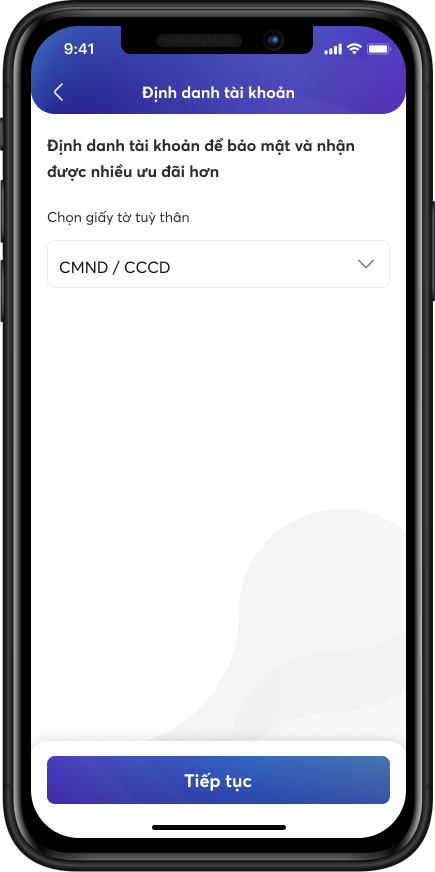 9:41
Định danh tài khoản
Định danh tài khoản để bảo mật và nhận
được nhiều ưu đãi hơn
Chọn giấy tờ tuỳ thân
CMND / CCCD
Tiếp tục